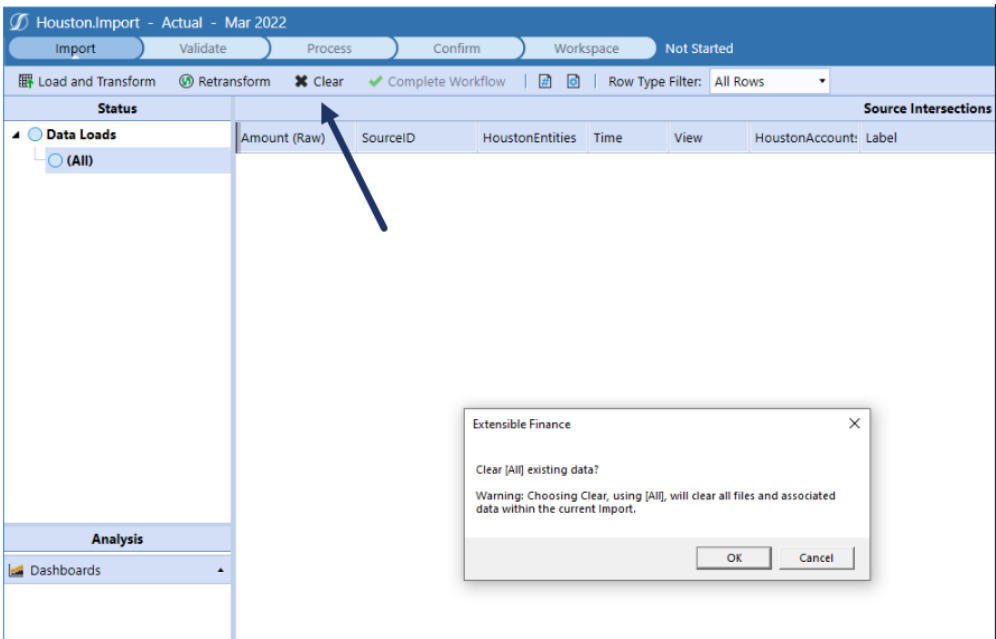 Houston.Import - Actual - Mar 2022
Import Validate Process Confirm Workspace Not Started
Load and Transform Retransform Clear Complete Workflow Row Type Filter: All Rows
Status Source Intersections
Data Loads
(All)
Amount (Raw) SourceID HoustonEntities Time View HoustonAccount: Label
Extensible Finance
Clear [All] existing data?
Warning: Choosing Clear, using [All], will clear all files and associated
data within the current Import.
OK Cancel
Analysis
Dashboards